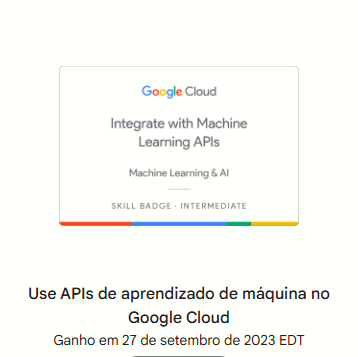 Google Cloud
Integrate with Machine
Learning APIs
Machine Learning & AI
SKILL BADGE · INTERMEDIATE
Use APIs de aprendizado de máquina no
Google Cloud
Ganho em 27 de setembro de 2023 EDT